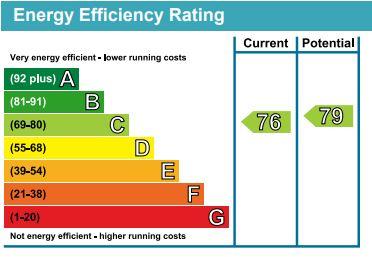 Energy Efficiency Rating
Current Potential
Very energy efficient - lower running costs
(92 plus) A
(81-91) B
(69-80) C
76 79
(55-68) D
(39-54) E
(21-38) F
(1-20) G
Not energy efficient - higher running costs